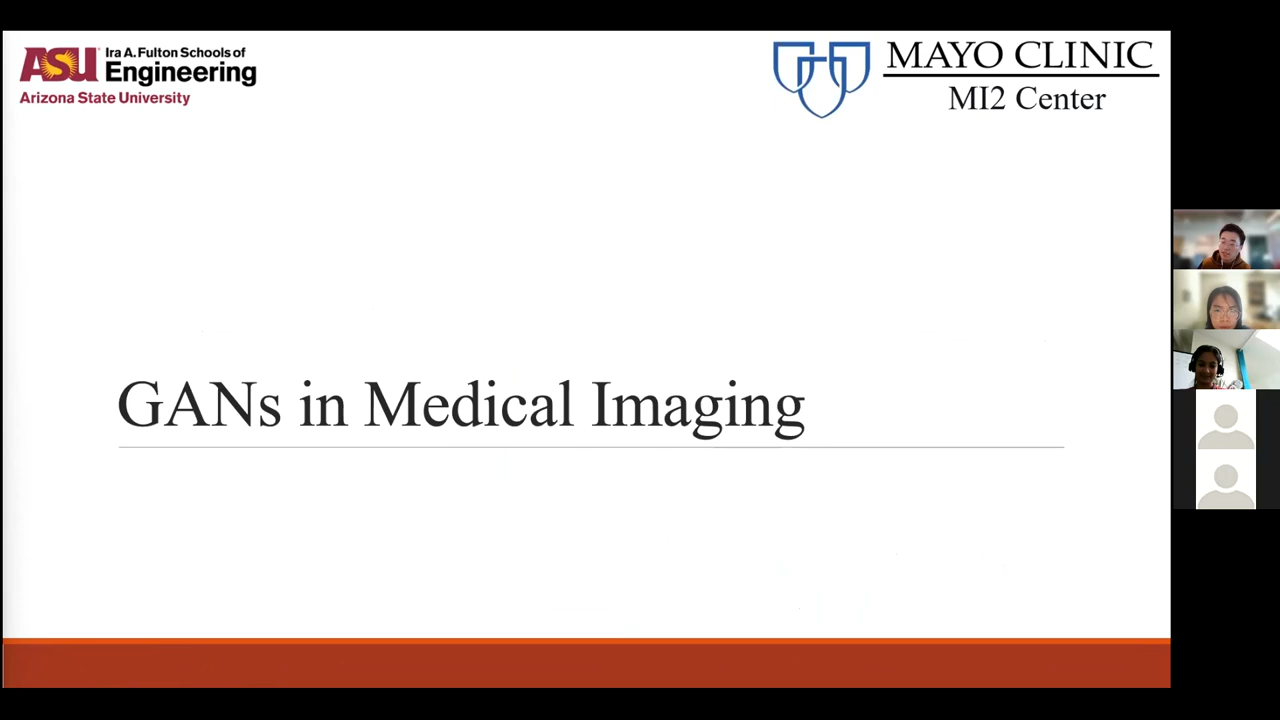 ASU Ira A. Fulton Schools of
Engineering
Arizona State University
MAYO CLINIC
MI2 Center
GANs in Medical Imaging